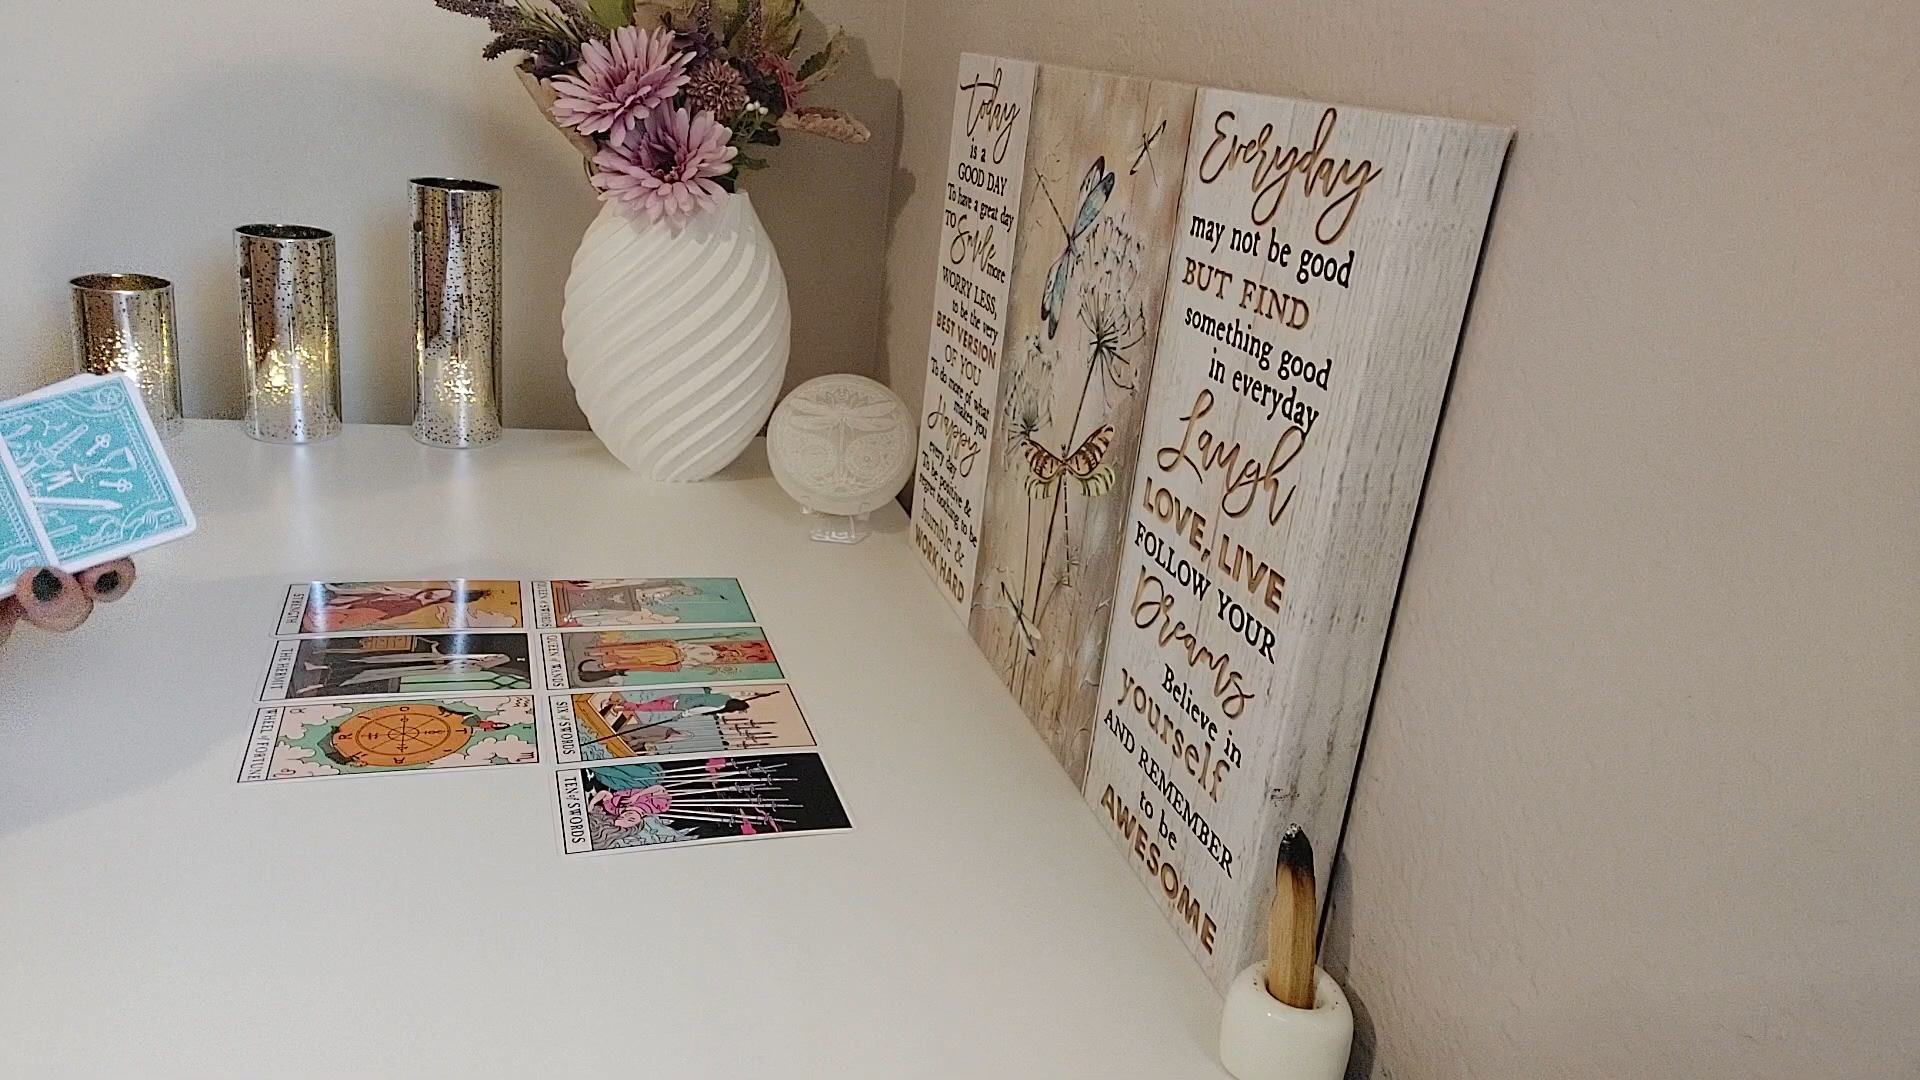 today
is a
GOOD DAY
To have a great day
TO Smile more
WORRY LESS,
to be the very
BEST VERSION
OF YOU
To do more of what
makes you
Happy
every day
To be positive &
regret nothing to be
humble &
WORK HARD
Everyday
may not be good
BUT FIND
something good
in everyday
Laugh
LOVE, LIVE
FOLLOW YOUR
Dreams
Believe in
yourself
AND REMEMBER
to be
AWESOME
STRENGTH
THE HERMIT
WHEEL of FORTUNE
QUEEN of SWORDS
QUEEN of WANDS
SIX of SWORDS
TEN of SWORDS